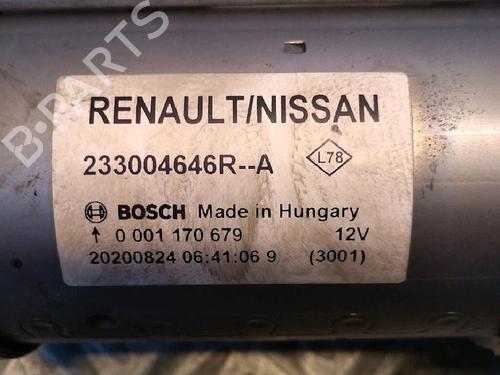 B-PARTS
RENAULT/NISSAN
233004646R--A L78
BOSCH Made in Hungary
↑ 0 001 170 679 12V
20200824 06:41:06 9 (3001)